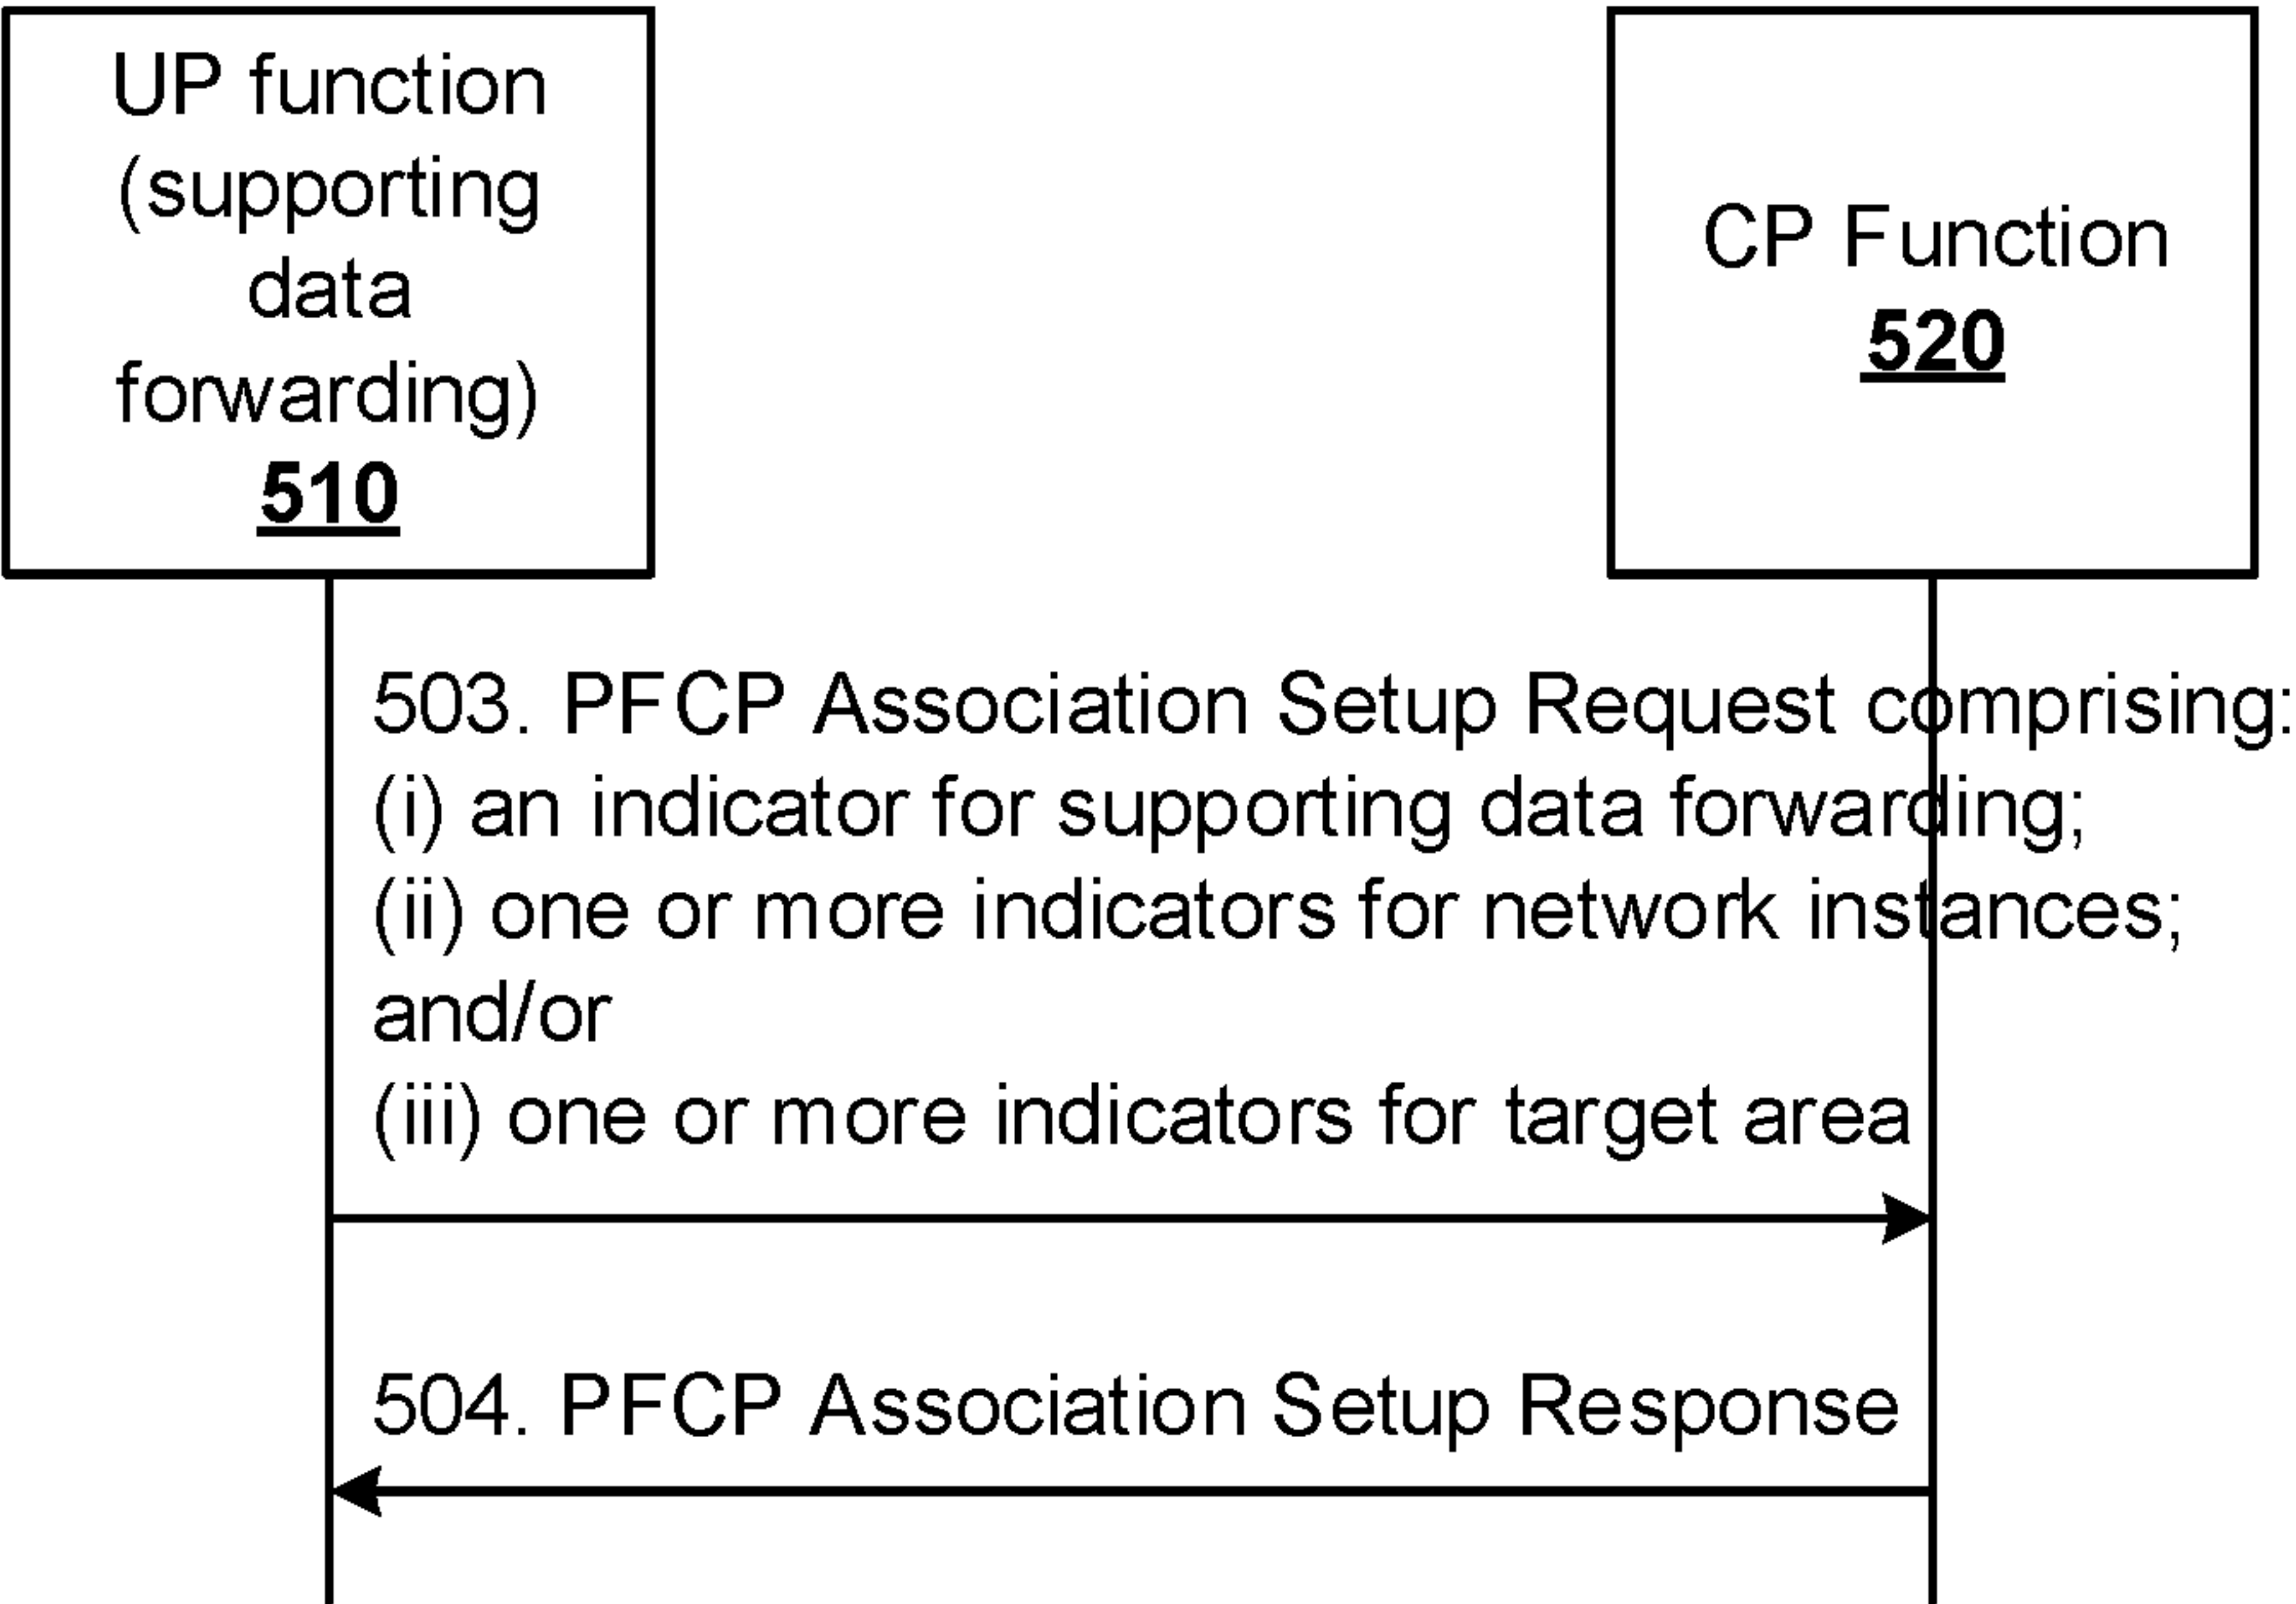 UP function
(supporting
data
forwarding)
510
CP Function
520
503. PFCP Association Setup Request comprising:
(i) an indicator for supporting data forwarding;
(ii) one or more indicators for network instances;
and/or
(iii) one or more indicators for target area
504. PFCP Association Setup Response